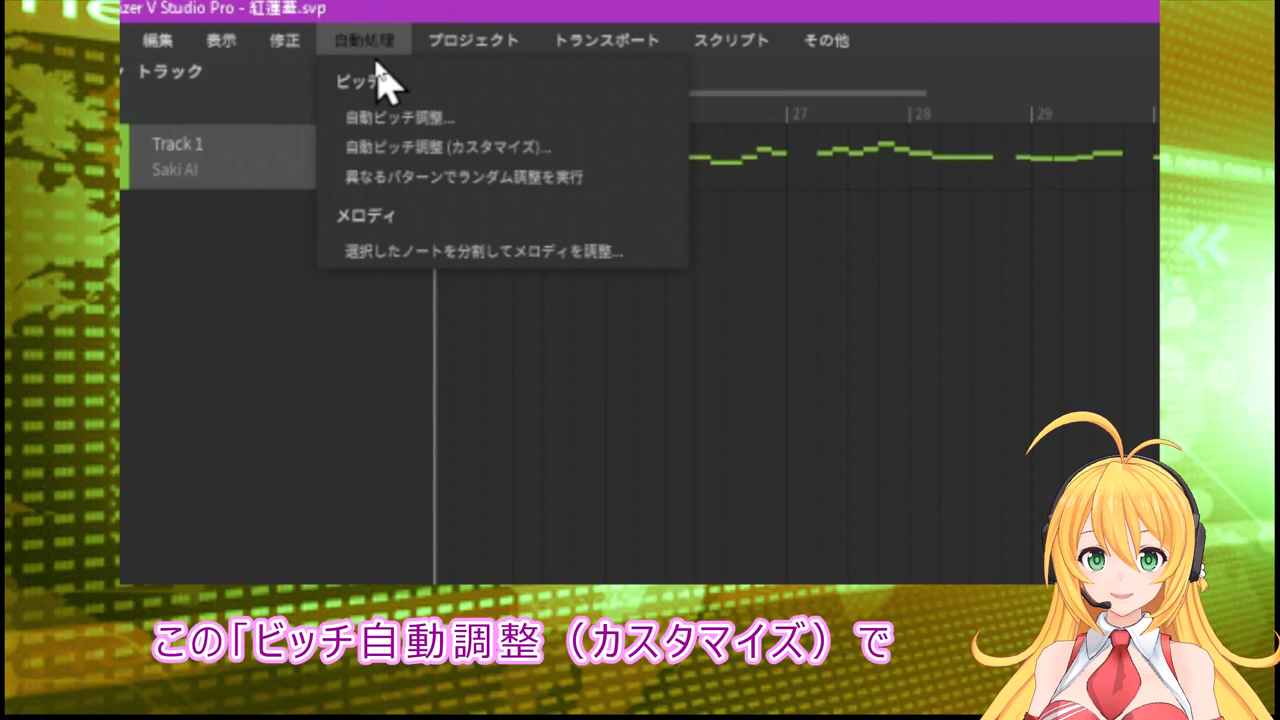 izer V Studio Pro - 紅蓮華.svp
編集 表示 修正 自動処理 プロジェクト トランスポート スクリプト その他
トラック
ピッチ
自動ピッチ調整...
自動ピッチ調整 (カスタマイズ)...
異なるパターンでランダム調整を実行
メロディ
選択したノートを分割してメロディを調整...
27 28 29
Track 1
Saki AI
この「ビッチ自動調整（カスタマイズ）で